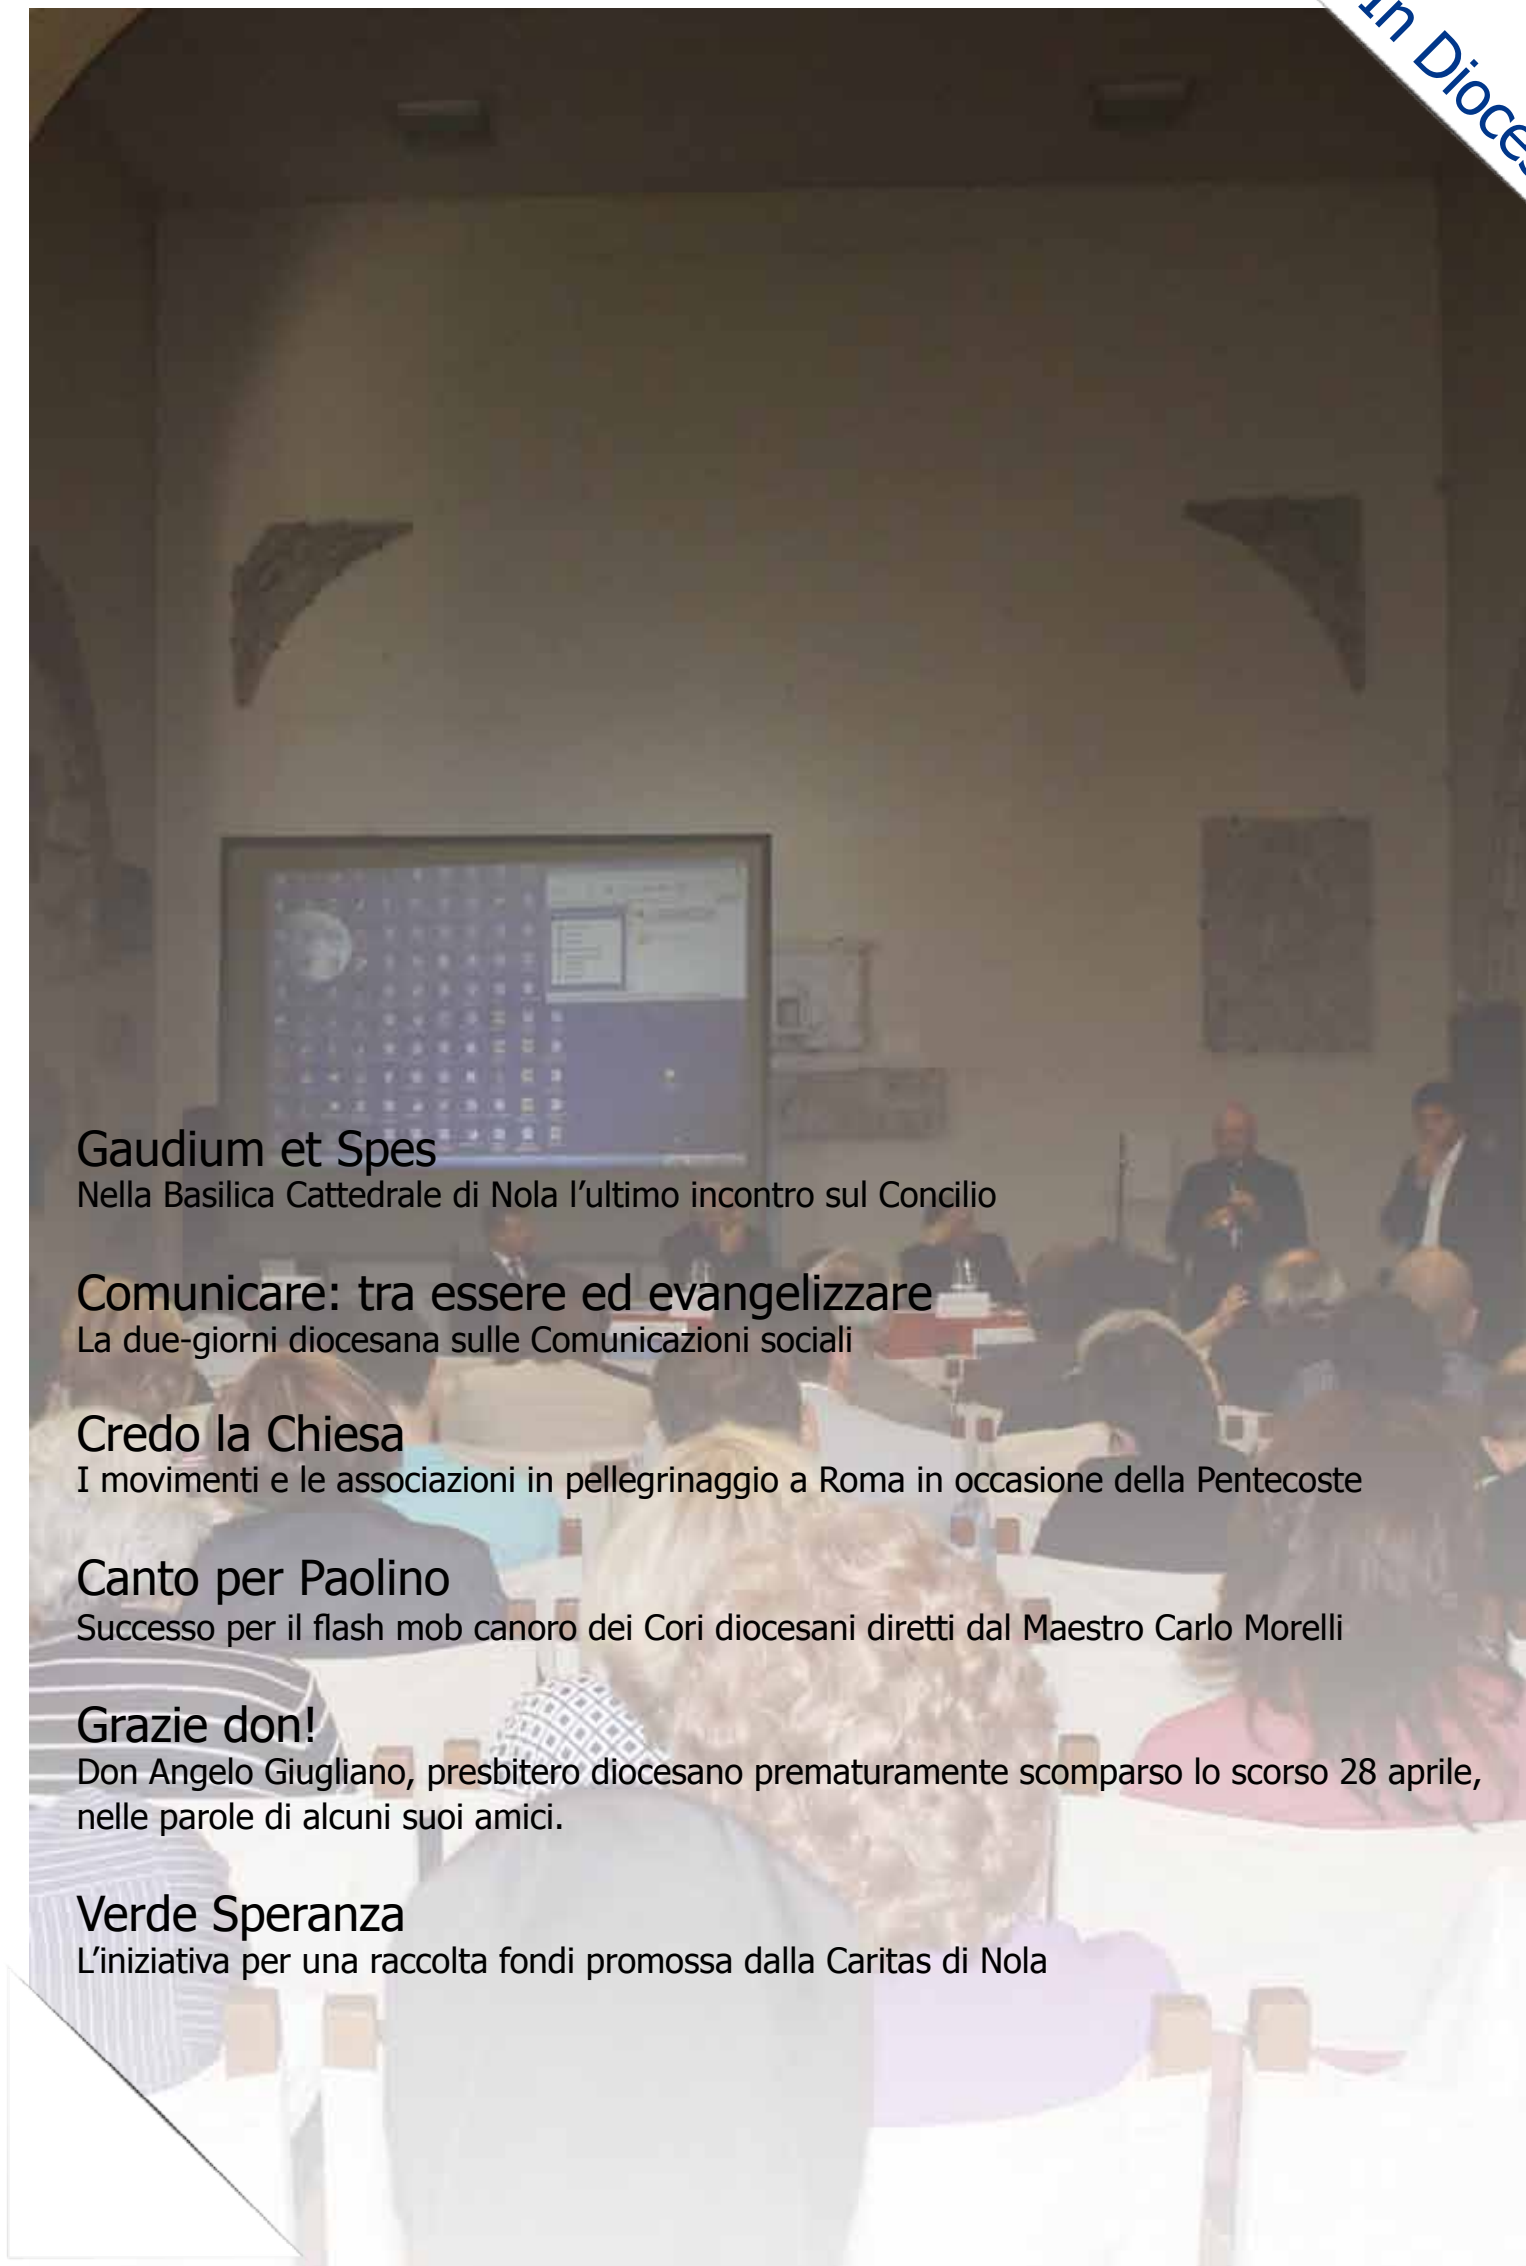 In
Gaudium et Spes
Nella Basilica Cattedrale di Nola l’ultimo incontro sul Concilio
Comunicare: tra essere ed evangelizzare
La due-giorni diocesana sulle Comunicazioni sociali
Credo la Chiesa
I movimenti e le associazioni in pellegrinaggio a Roma in occasione della Pentecoste
Canto per Paolino
Successo per il flash mob canoro dei Cori diocesani diretti dal Maestro Carlo Morelli
Grazie don!
Don Angelo Giugliano, presbitero diocesano prematuramente scomparso lo scorso 28 aprile,
nelle parole di alcuni suoi amici.
Verde Speranza
L’iniziativa per una raccolta fondi promossa dalla Caritas di Nola